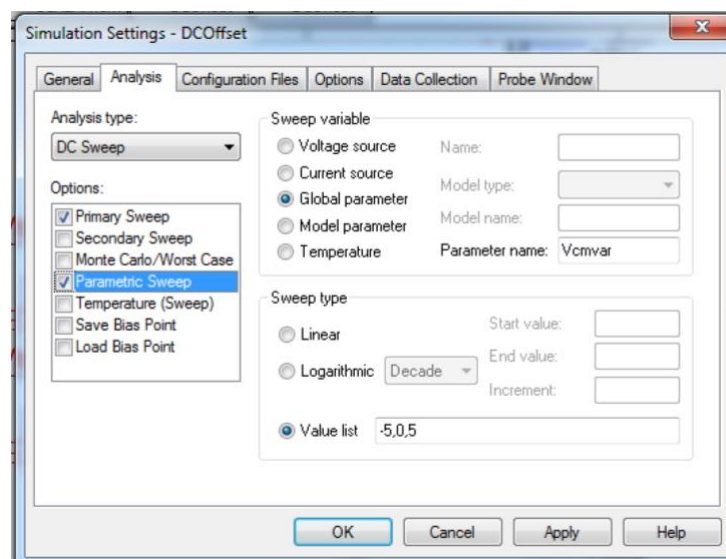 Simulation Settings - DCOffset
General Analysis Configuration Files Options Data Collection Probe Window
Analysis type:
DC Sweep
Options:
Primary Sweep
Secondary Sweep
Monte Carlo/Worst Case
Parametric Sweep
Temperature (Sweep)
Save Bias Point
Load Bias Point
Sweep variable
Voltage source
Current source
Global parameter
Model parameter
Temperature
Name:
Model type:
Model name:
Parameter name: Vcmvar
Sweep type
Linear
Logarithmic Decade
Start value:
End value:
Increment:
Value list -5,0,5
OK Cancel Apply Help